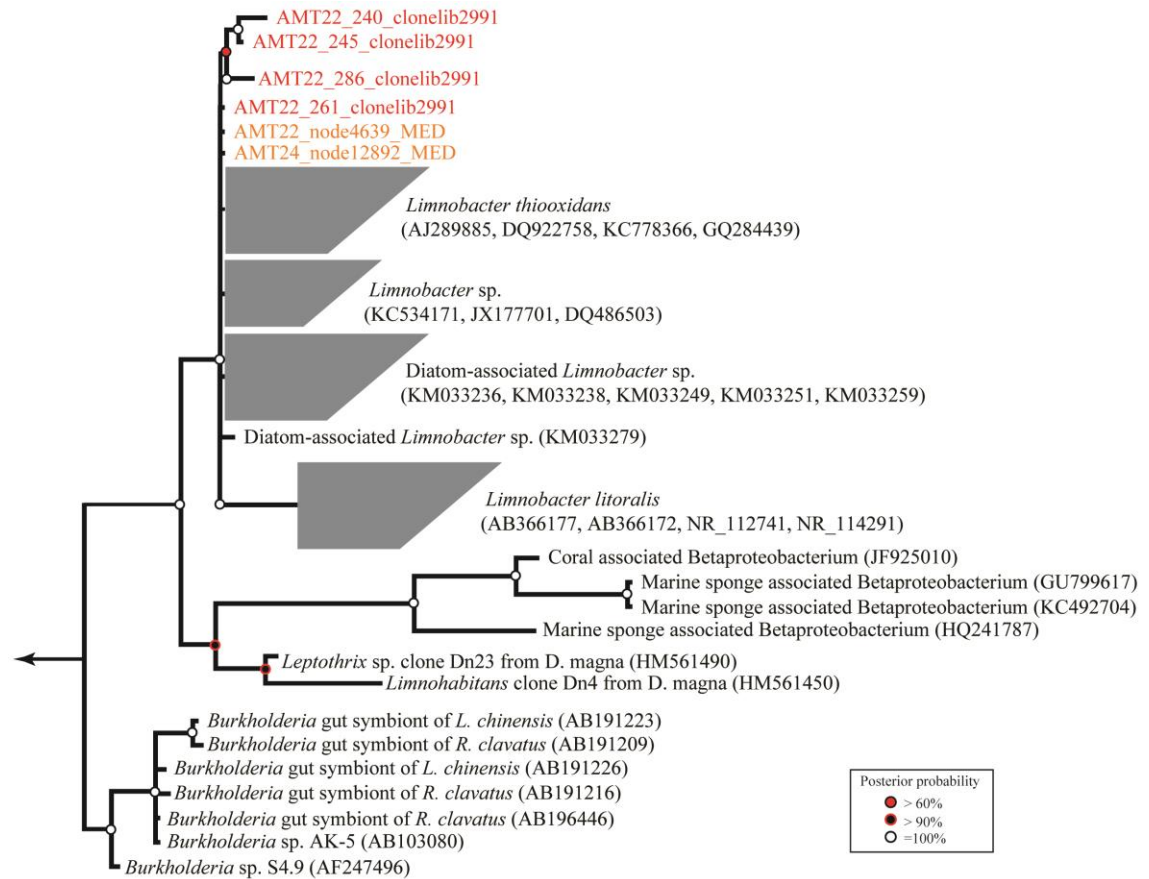 AMT22_240_clonelib2991
AMT22_245_clonelib2991
AMT22_286_clonelib2991
AMT22_261_clonelib2991
AMT22_node4639_MED
AMT24_node12892_MED
Limnobacter thiooxidans
(AJ289885, DQ922758, KC778366, GQ284439)
Limnobacter sp.
(KC534171, JX177701, DQ486503)
Diatom-associated Limnobacter sp.
(KM033236, KM033238, KM033249, KM033251, KM033259)
Diatom-associated Limnobacter sp. (KM033279)
Limnobacter litoralis
(AB366177, AB366172, NR_112741, NR_114291)
Coral associated Betaproteobacterium (JF925010)
Marine sponge associated Betaproteobacterium (GU799617)
Marine sponge associated Betaproteobacterium (KC492704)
Marine sponge associated Betaproteobacterium (HQ241787)
Leptothrix sp. clone Dn23 from D. magna (HM561490)
Limnohabitans clone Dn4 from D. magna (HM561450)
Burkholderia gut symbiont of L. chinensis (AB191223)
Burkholderia gut symbiont of R. clavatus (AB191209)
Burkholderia gut symbiont of L. chinensis (AB191226)
Burkholderia gut symbiont of R. clavatus (AB191216)
Burkholderia gut symbiont of R. clavatus (AB196446)
Burkholderia sp. AK-5 (AB103080)
Burkholderia sp. S4.9 (AF247496)
Posterior probability
> 60%
> 90%
=100%